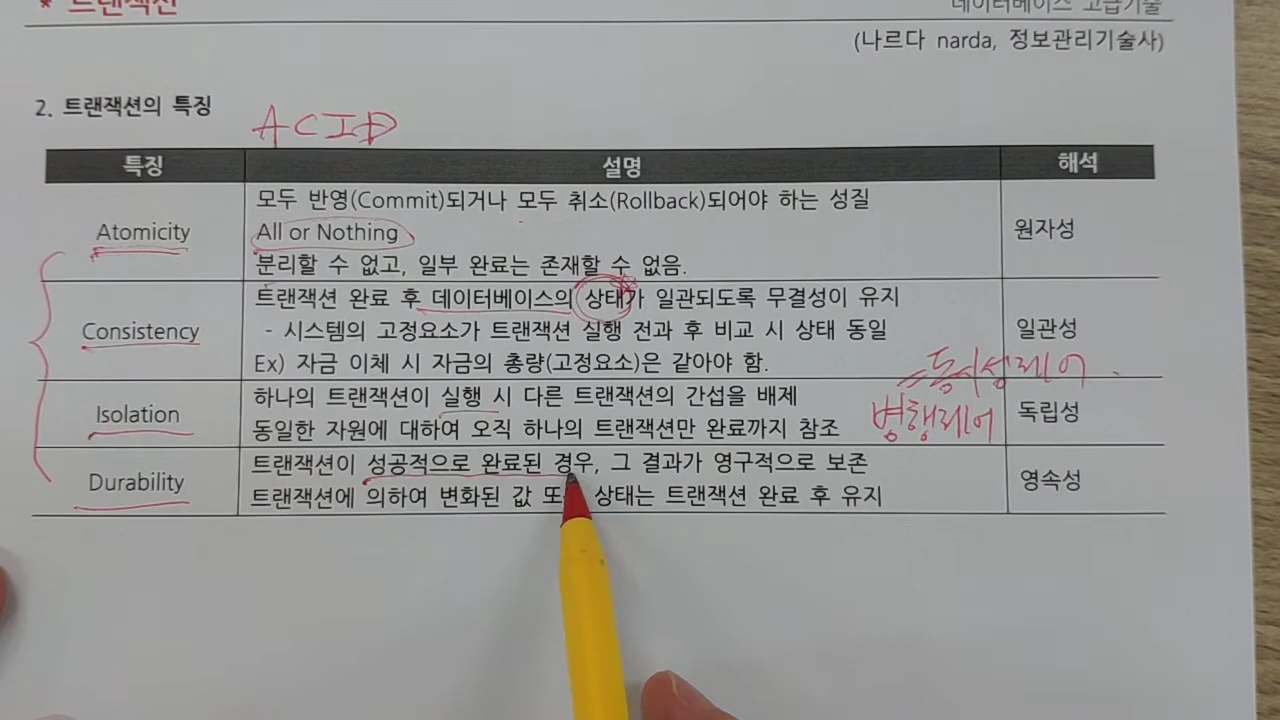 * 트랜잭션
데이터베이스 고급기술
(나르다 narda, 정보관리기술사)
2. 트랜잭션의 특징
ACID
특징 설명 해석
Atomicity
모두 반영(Commit)되거나 모두 취소(Rollback)되어야 하는 성질
All or Nothing
분리할 수 없고, 일부 완료는 존재할 수 없음.
원자성
Consistency
트랜잭션 완료 후 데이터베이스의 상태가 일관되도록 무결성이 유지
- 시스템의 고정요소가 트랜잭션 실행 전과 후 비교 시 상태 동일
Ex) 자금 이체 시 자금의 총량(고정요소)은 같아야 함.
일관성
Isolation
하나의 트랜잭션이 실행 시 다른 트랜잭션의 간섭을 배제
동일한 자원에 대하여 오직 하나의 트랜잭션만 완료까지 참조
동시성제어
병행제어
독립성
Durability
트랜잭션이 성공적으로 완료된 경우, 그 결과가 영구적으로 보존
트랜잭션에 의하여 변화된 값 또 상태는 트랜잭션 완료 후 유지
영속성